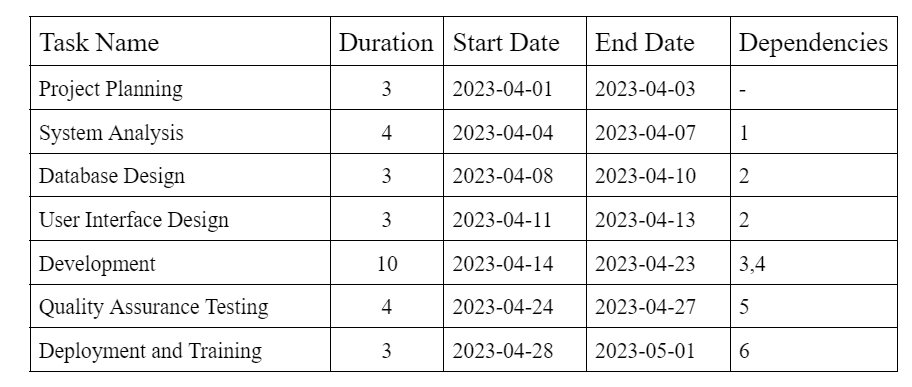 Task Name Duration Start Date End Date Dependencies
Project Planning 3 2023-04-01 2023-04-03 -
System Analysis 4 2023-04-04 2023-04-07 1
Database Design 3 2023-04-08 2023-04-10 2
User Interface Design 3 2023-04-11 2023-04-13 2
Development 10 2023-04-14 2023-04-23 3,4
Quality Assurance Testing 4 2023-04-24 2023-04-27 5
Deployment and Training 3 2023-04-28 2023-05-01 6